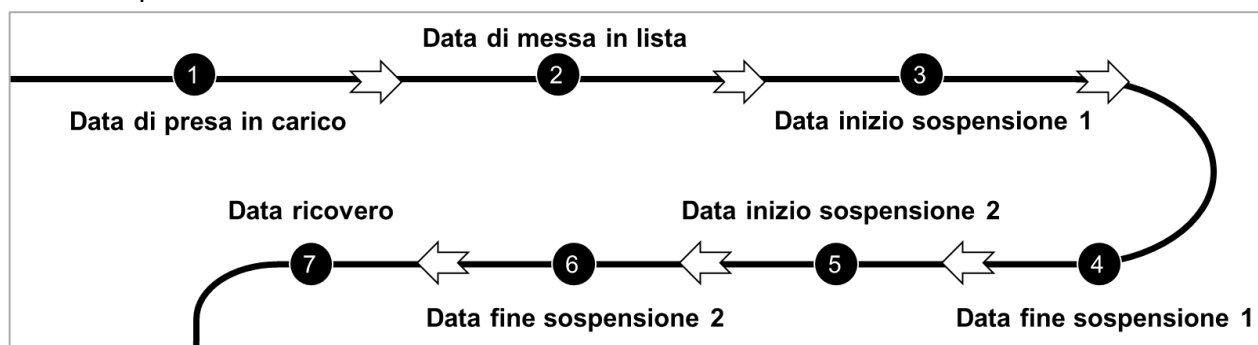 Data di messa in lista
1
2
3
Data di presa in carico
Data inizio sospensione 1
Data ricovero
Data inizio sospensione 2
7
6
5
4
Data fine sospensione 2
Data fine sospensione 1